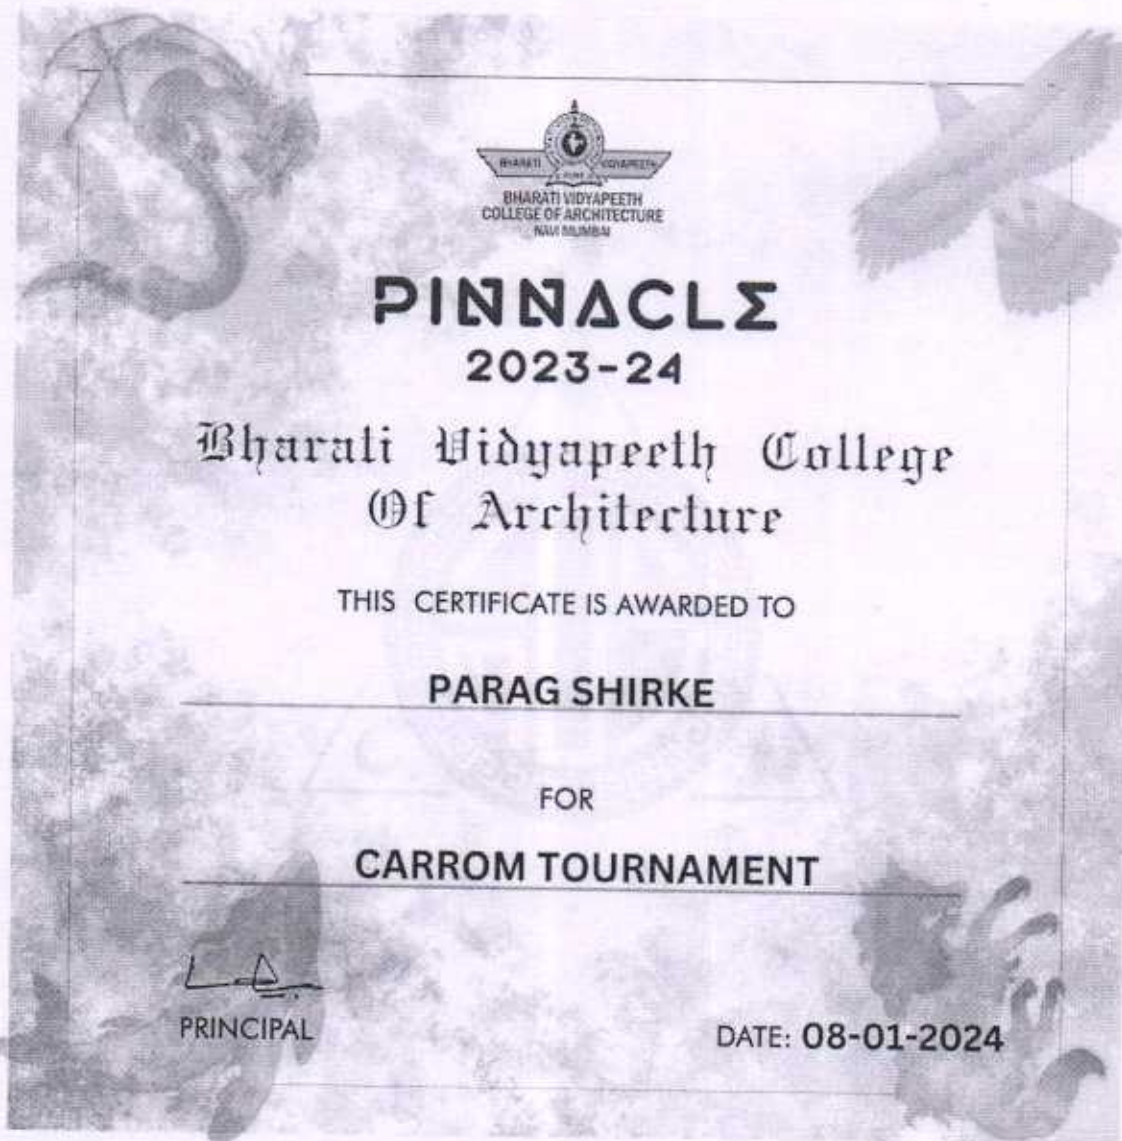 BHARATI VIDYAPEETH
PUNE
BHARATI VIDYAPEETH
COLLEGE OF ARCHITECTURE
NAVI MUMBAI
PINNACLE
2023-24
Bharati Vidyapeeth College
Of Architecture
THIS CERTIFICATE IS AWARDED TO
PARAG SHIRKE
FOR
CARROM TOURNAMENT
PRINCIPAL
DATE: 08-01-2024